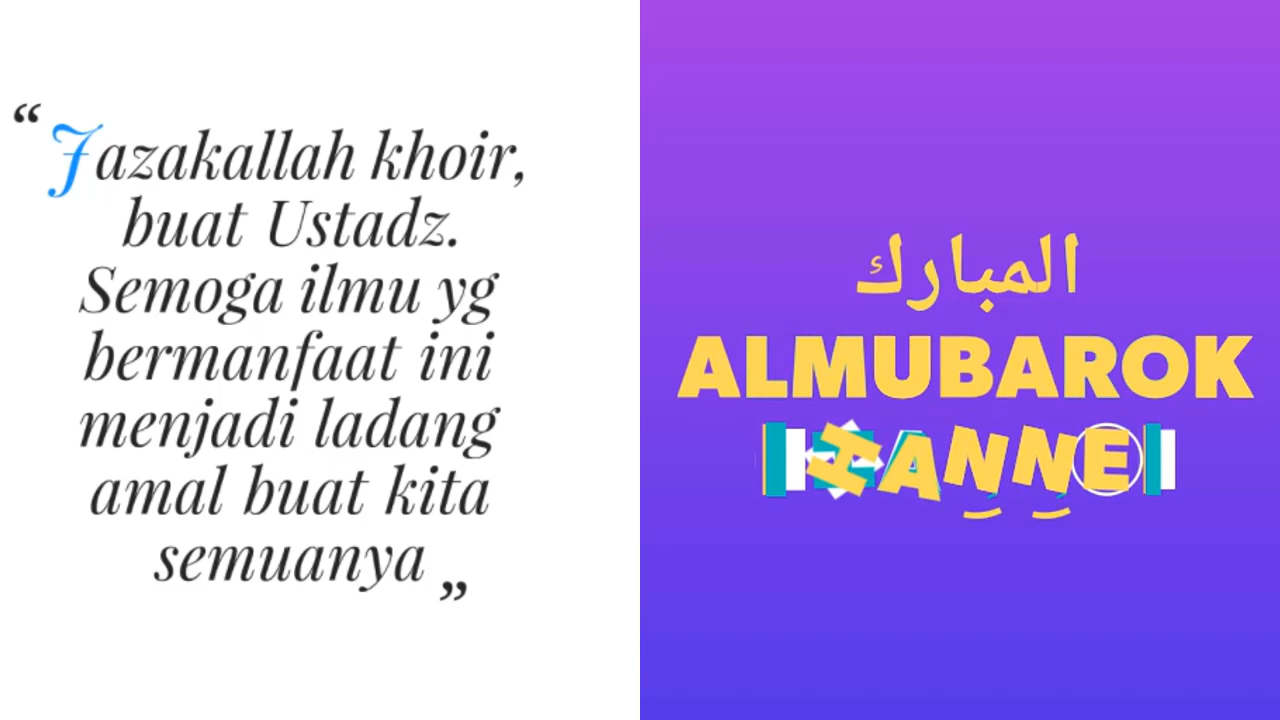 “Jazakallah khoir,
buat Ustadz.
Semoga ilmu yg
bermanfaat ini
menjadi ladang
amal buat kita
semuanya”
المبارك
ALMUBAROK